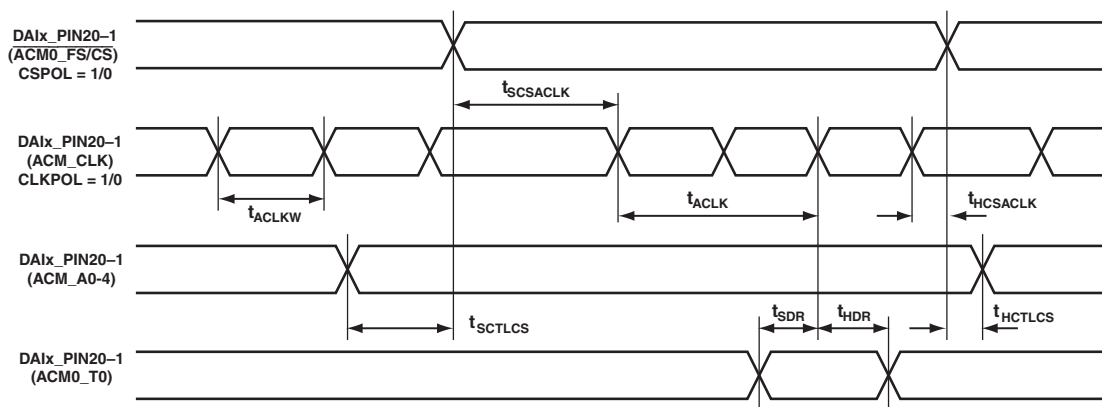 DAIx_PIN20–1
(ACM0_FS/CS)
CSPOL = 1/0
tSCSACLK
DAIx_PIN20–1
(ACM_CLK)
CLKPOL = 1/0
tACLKW
tACLK
tHCSACLK
DAIx_PIN20–1
(ACM_A0-4)
tSCTLCS
tSDR
tHDR
tHCTLCS
DAIx_PIN20–1
(ACM0_T0)